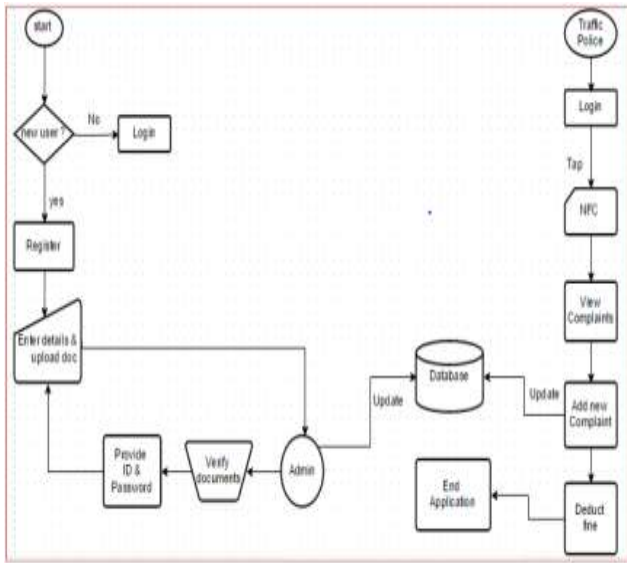 start
new user ?
No
Login
yes
Register
Enter details &
upload doc
Provide
ID &
Password
Verify
documents
Admin
Update
Database
Update
End
Application
Traffic
Police
Login
Tap
NFC
View
Complaints
Add new
Complaint
Deduct
fine